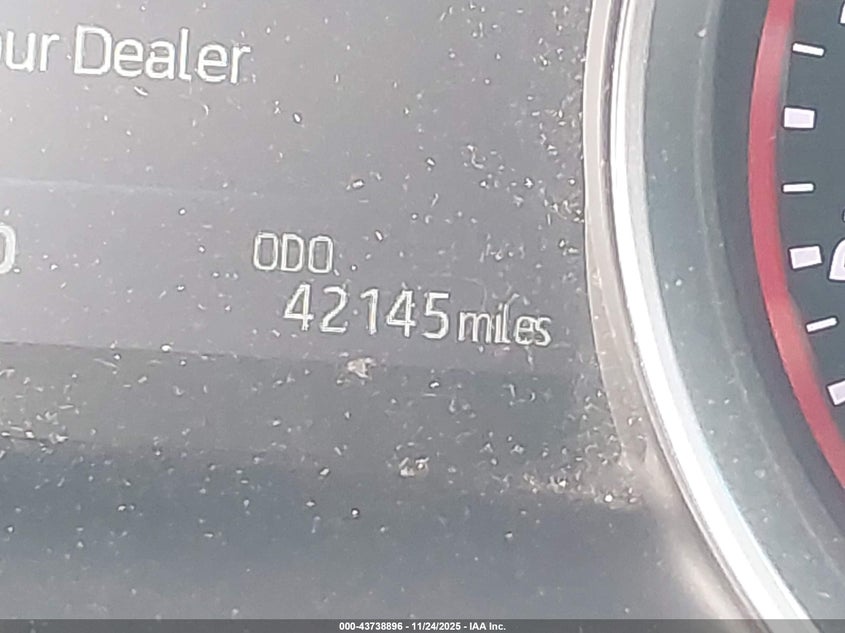 ur Dealer
ODO
42145 miles
000-43738896 - 11/24/2025 - IAA Inc.